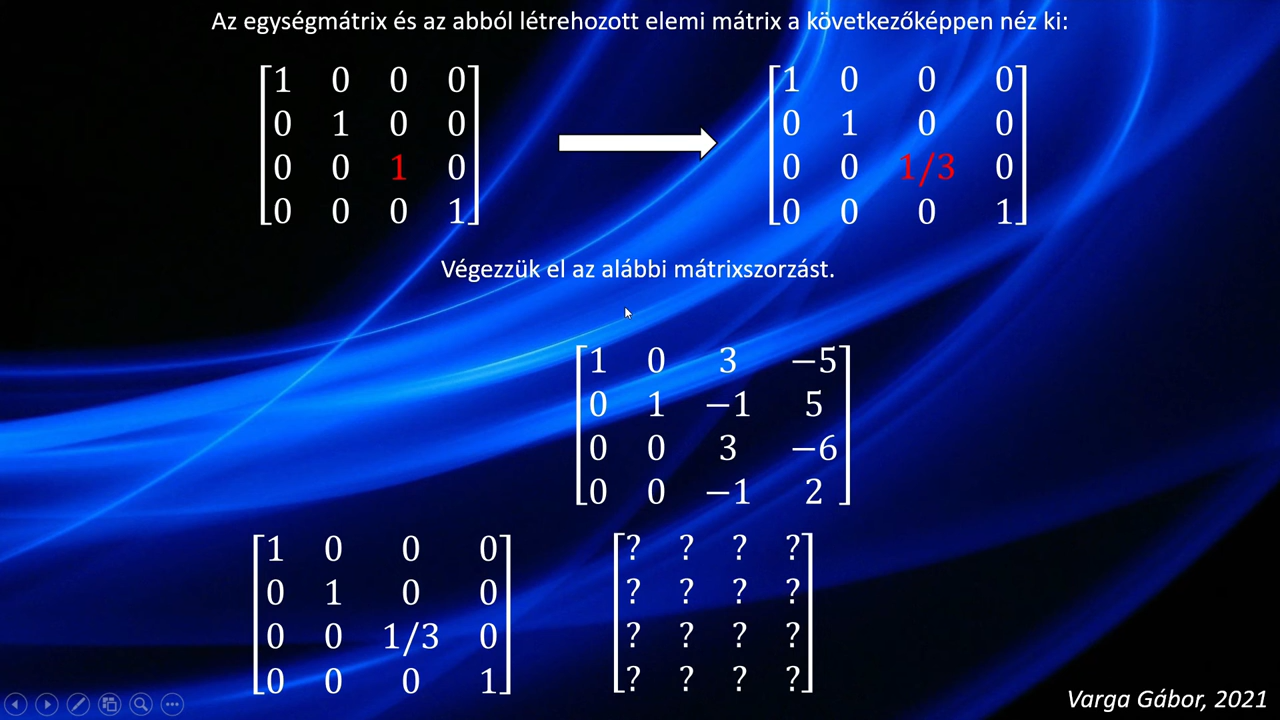 Az egységmátrix és az abból létrehozott elemi mátrix a következőképpen néz ki:
1 0 0 0 1 0 0 0
0 1 0 0 0 1 0 0
0 0 1 0 0 0 1/3 0
0 0 0 1 0 0 0 1
Végezzük el az alábbi mátrixszorzást.
1 0 3 −5
0 1 −1 5
0 0 3 −6
0 0 −1 2
1 0 0 0 ? ? ? ?
0 1 0 0 ? ? ? ?
0 0 1/3 0 ? ? ? ?
0 0 0 1 ? ? ? ?
Varga Gábor, 2021